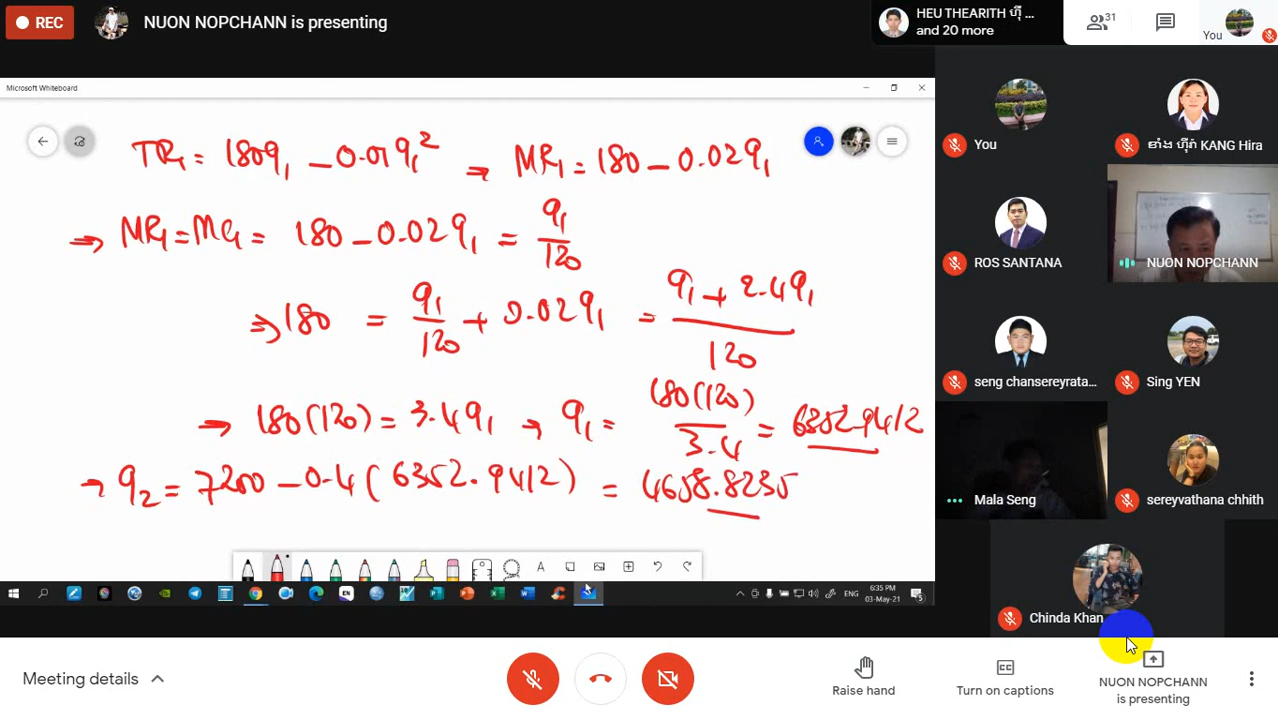 REC
NUON NOPCHANN is presenting
HEU THEARITH ហ៊ឺ ...
and 20 more
31
You
Microsoft Whiteboard
TR₁ = 180q₁ - 0.01q₁² → MR₁ = 180 - 0.02q₁
⇒ MR₁ = MC₁ = 180 - 0.02q₁ = q₁/120
⇒ 180 = q₁/120 + 0.02q₁ = (q₁ + 2.4q₁)/120
→ 180(120) = 3.4q₁ → q₁ = 180(120)/3.4 = 6352.9412
→ q₂ = 7200 - 0.4(6352.9412) = 4658.8235
You
KANG Hira
ROS SANTANA
NUON NOPCHANN
seng chansereyrata...
Sing YEN
Mala Seng
sereyvathana chhith
Chinda Khan
ENG
6:35 PM
03-May-21
5
Meeting details
Raise hand
Turn on captions
NUON NOPCHANN
is presenting